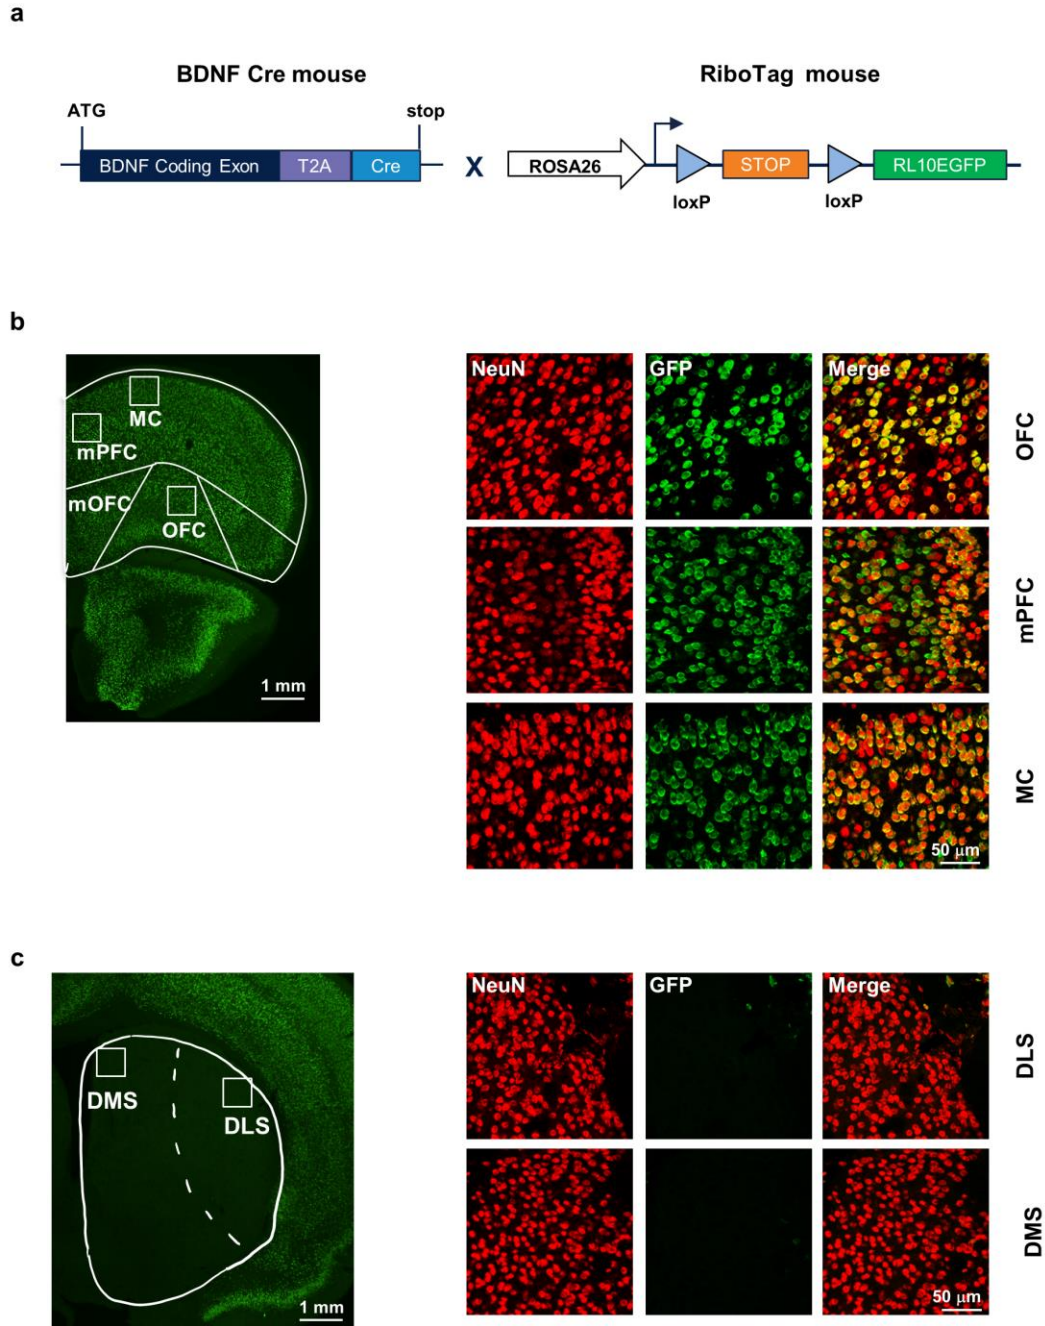 a
BDNF Cre mouse
RiboTag mouse
ATG
stop
BDNF Coding Exon
T2A
Cre
X
ROSA26
STOP
RL10EGFP
loxP
loxP
b
MC
mPFC
mOFC
OFC
1 mm
NeuN
GFP
Merge
OFC
mPFC
MC
50 μm
c
DMS
DLS
1 mm
NeuN
GFP
Merge
DLS
DMS
50 μm